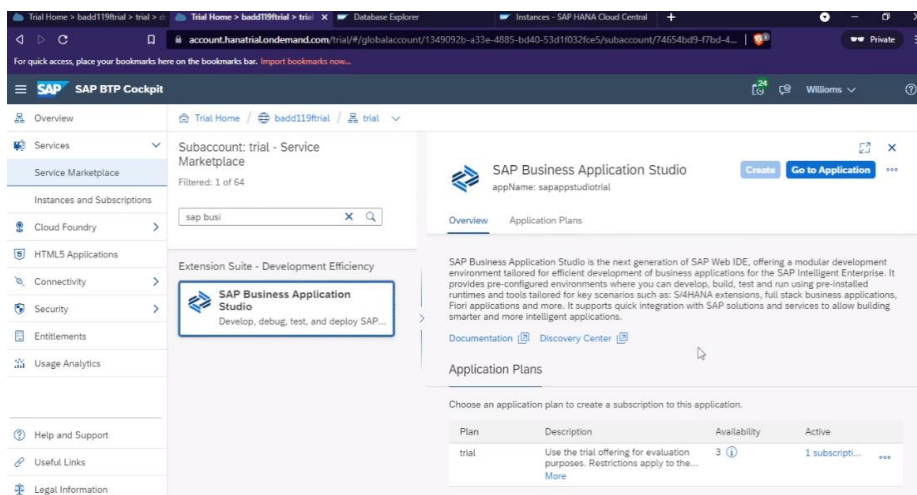 Trial Home > badd119ftrial > trial > d
Trial Home > badd119ftrial > trial
Database Explorer
Instances - SAP HANA Cloud Central
account.hanatrial.ondemand.com/trial/#/globalaccount/1349092b-a33e-4885-bd40-53d1f032fce5/subaccount/74654bd9-f7bd-4...
Private
For quick access, place your bookmarks here on the bookmarks bar. Import bookmarks now...
SAP SAP BTP Cockpit
24
Q9
Willioms
Overview
Trial Home / badd119ftrial / trial
Services
Service Marketplace
Instances and Subscriptions
Cloud Foundry
HTML5 Applications
Connectivity
Security
Entitlements
Usage Analytics
Help and Support
Useful Links
Legal Information
Subaccount: trial - Service
Marketplace
Filtered: 1 of 64
sap busi
Extension Suite - Development Efficiency
SAP Business Application
Studio
Develop, debug, test, and deploy SAP...
SAP Business Application Studio
appName: sapappstudiotrial
Create
Go to Application
Overview Application Plans
SAP Business Application Studio is the next generation of SAP Web IDE, offering a modular development
environment tailored for efficient development of business applications for the SAP Intelligent Enterprise. It
provides pre-configured environments where you can develop, build, test and run using pre-installed
runtimes and tools tailored for key scenarios such as: S/4HANA extensions, full stack business applications,
Fiori applications and more. It supports quick integration with SAP solutions and services to allow building
smarter and more intelligent applications.
Documentation Discovery Center
Application Plans
Choose an application plan to create a subscription to this application.
Plan Description Availability Active
trial Use the trial offering for evaluation 3 1 subscripti...
purposes. Restrictions apply to the...
More